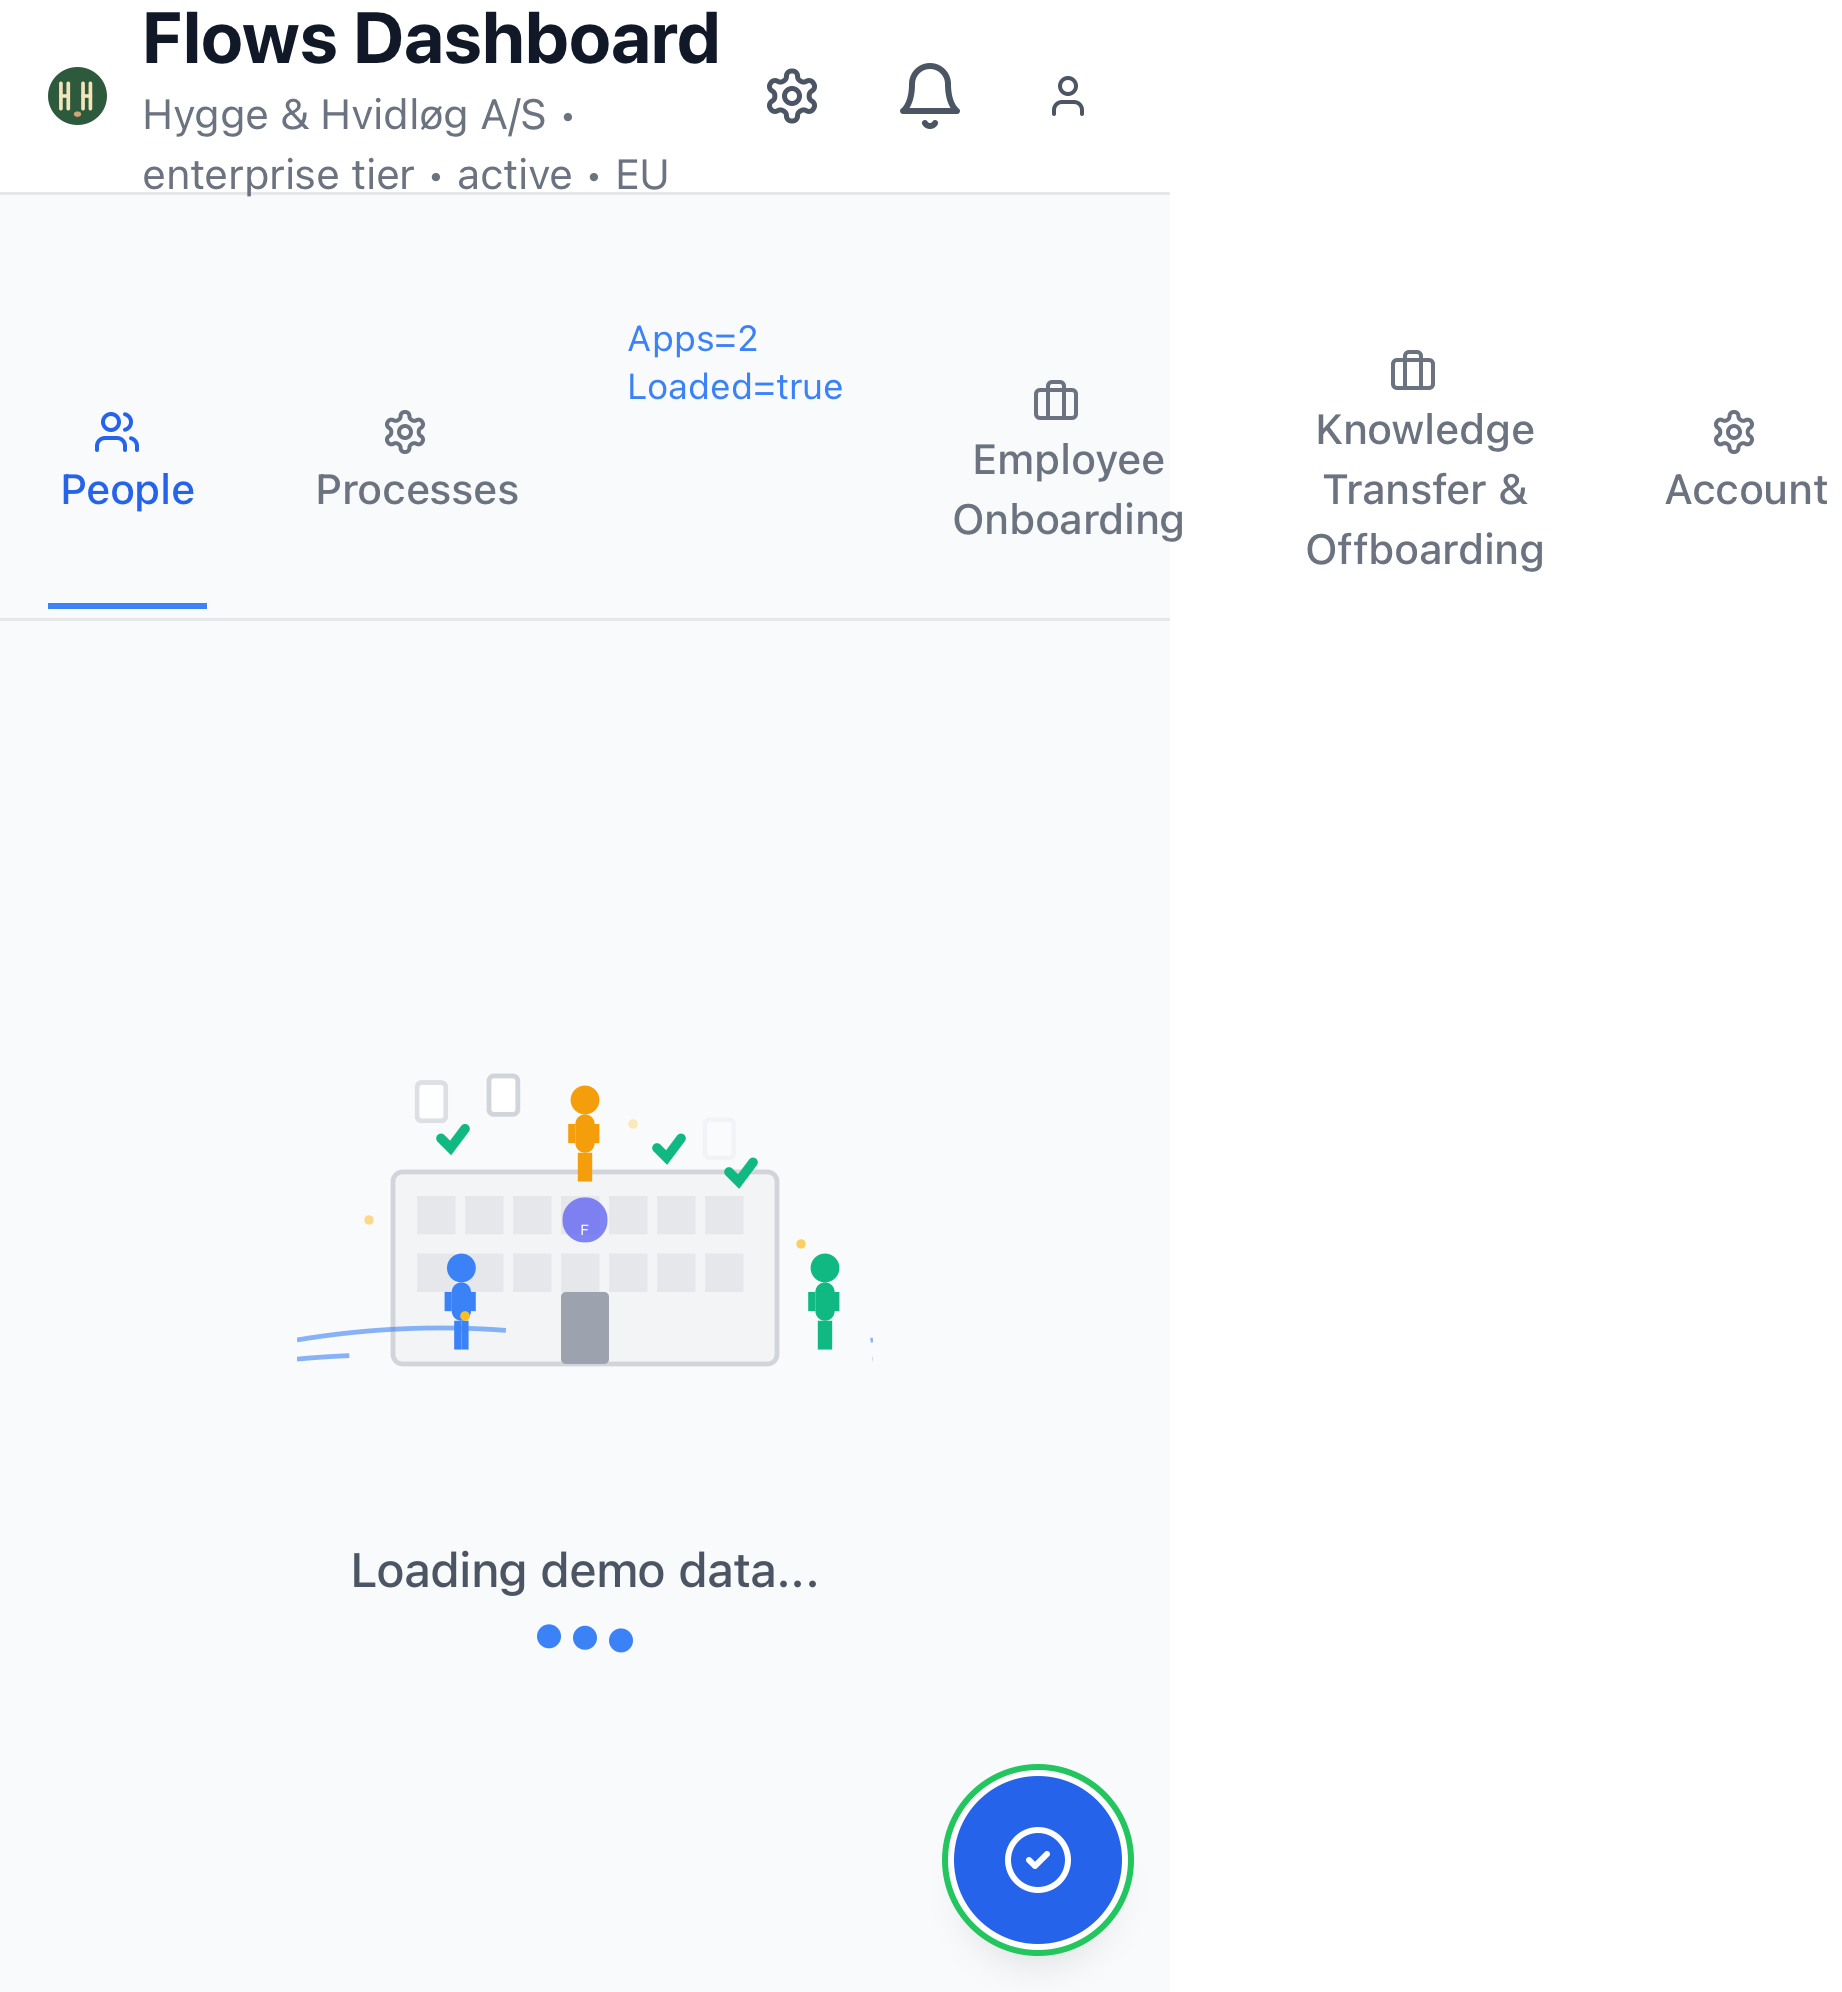 Flows Dashboard
HH
Hygge & Hvidløg A/S •
enterprise tier • active • EU
Apps=2
Loaded=true
People
Processes
Employee
Onboarding
Knowledge
Transfer &
Offboarding
Account
F
Loading demo data...